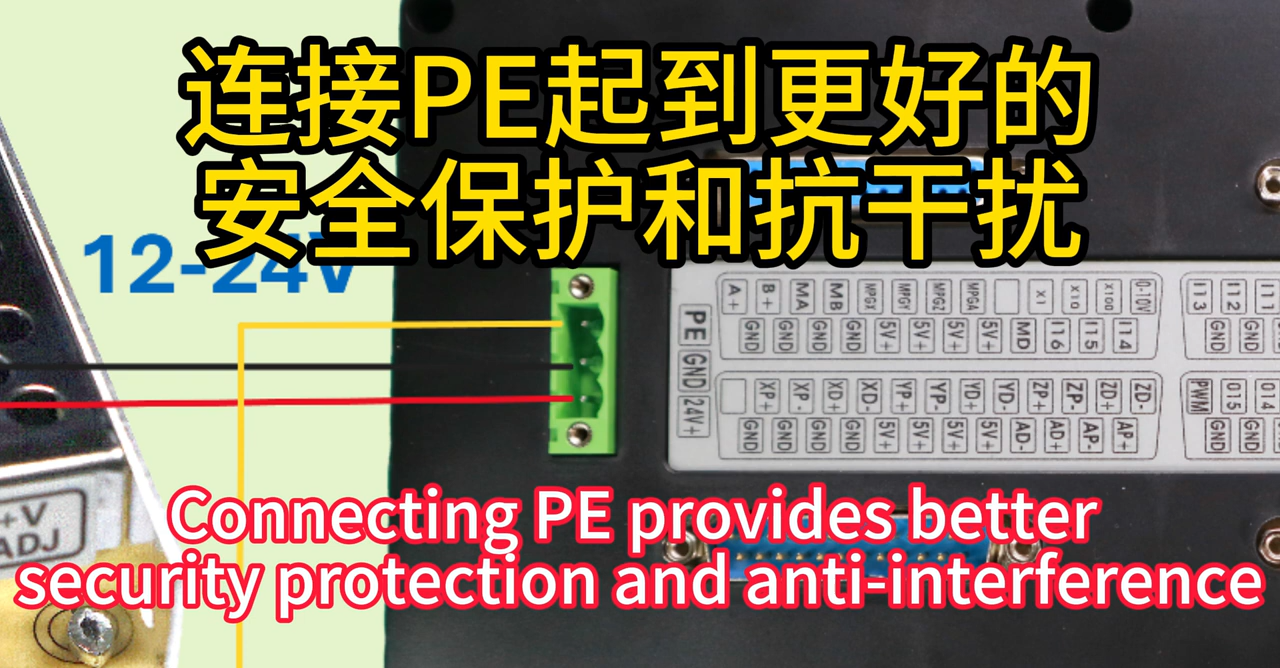 连接PE起到更好的
安全保护和抗干扰
12-24V
PE
GND
24V+
A+ B+ MA MB MPGX MPGY MPGZ MPGA X1 X10 X100 0-10V
GND GND GND GND 5V+ 5V+ 5V+ 5V+ MD I16 I15 I14
XP+ XP- XD+ XD- YP+ YP- YD+ YD- ZP+ ZP- ZD+ ZD-
GND GND GND GND 5V+ 5V+ 5V+ 5V+ AD- AD+ AP- AP+
I13 I12 I11
GND GND GND
PWM O15 O14
GND GND GND
+V
ADJ
Connecting PE provides better
security protection and anti-interference